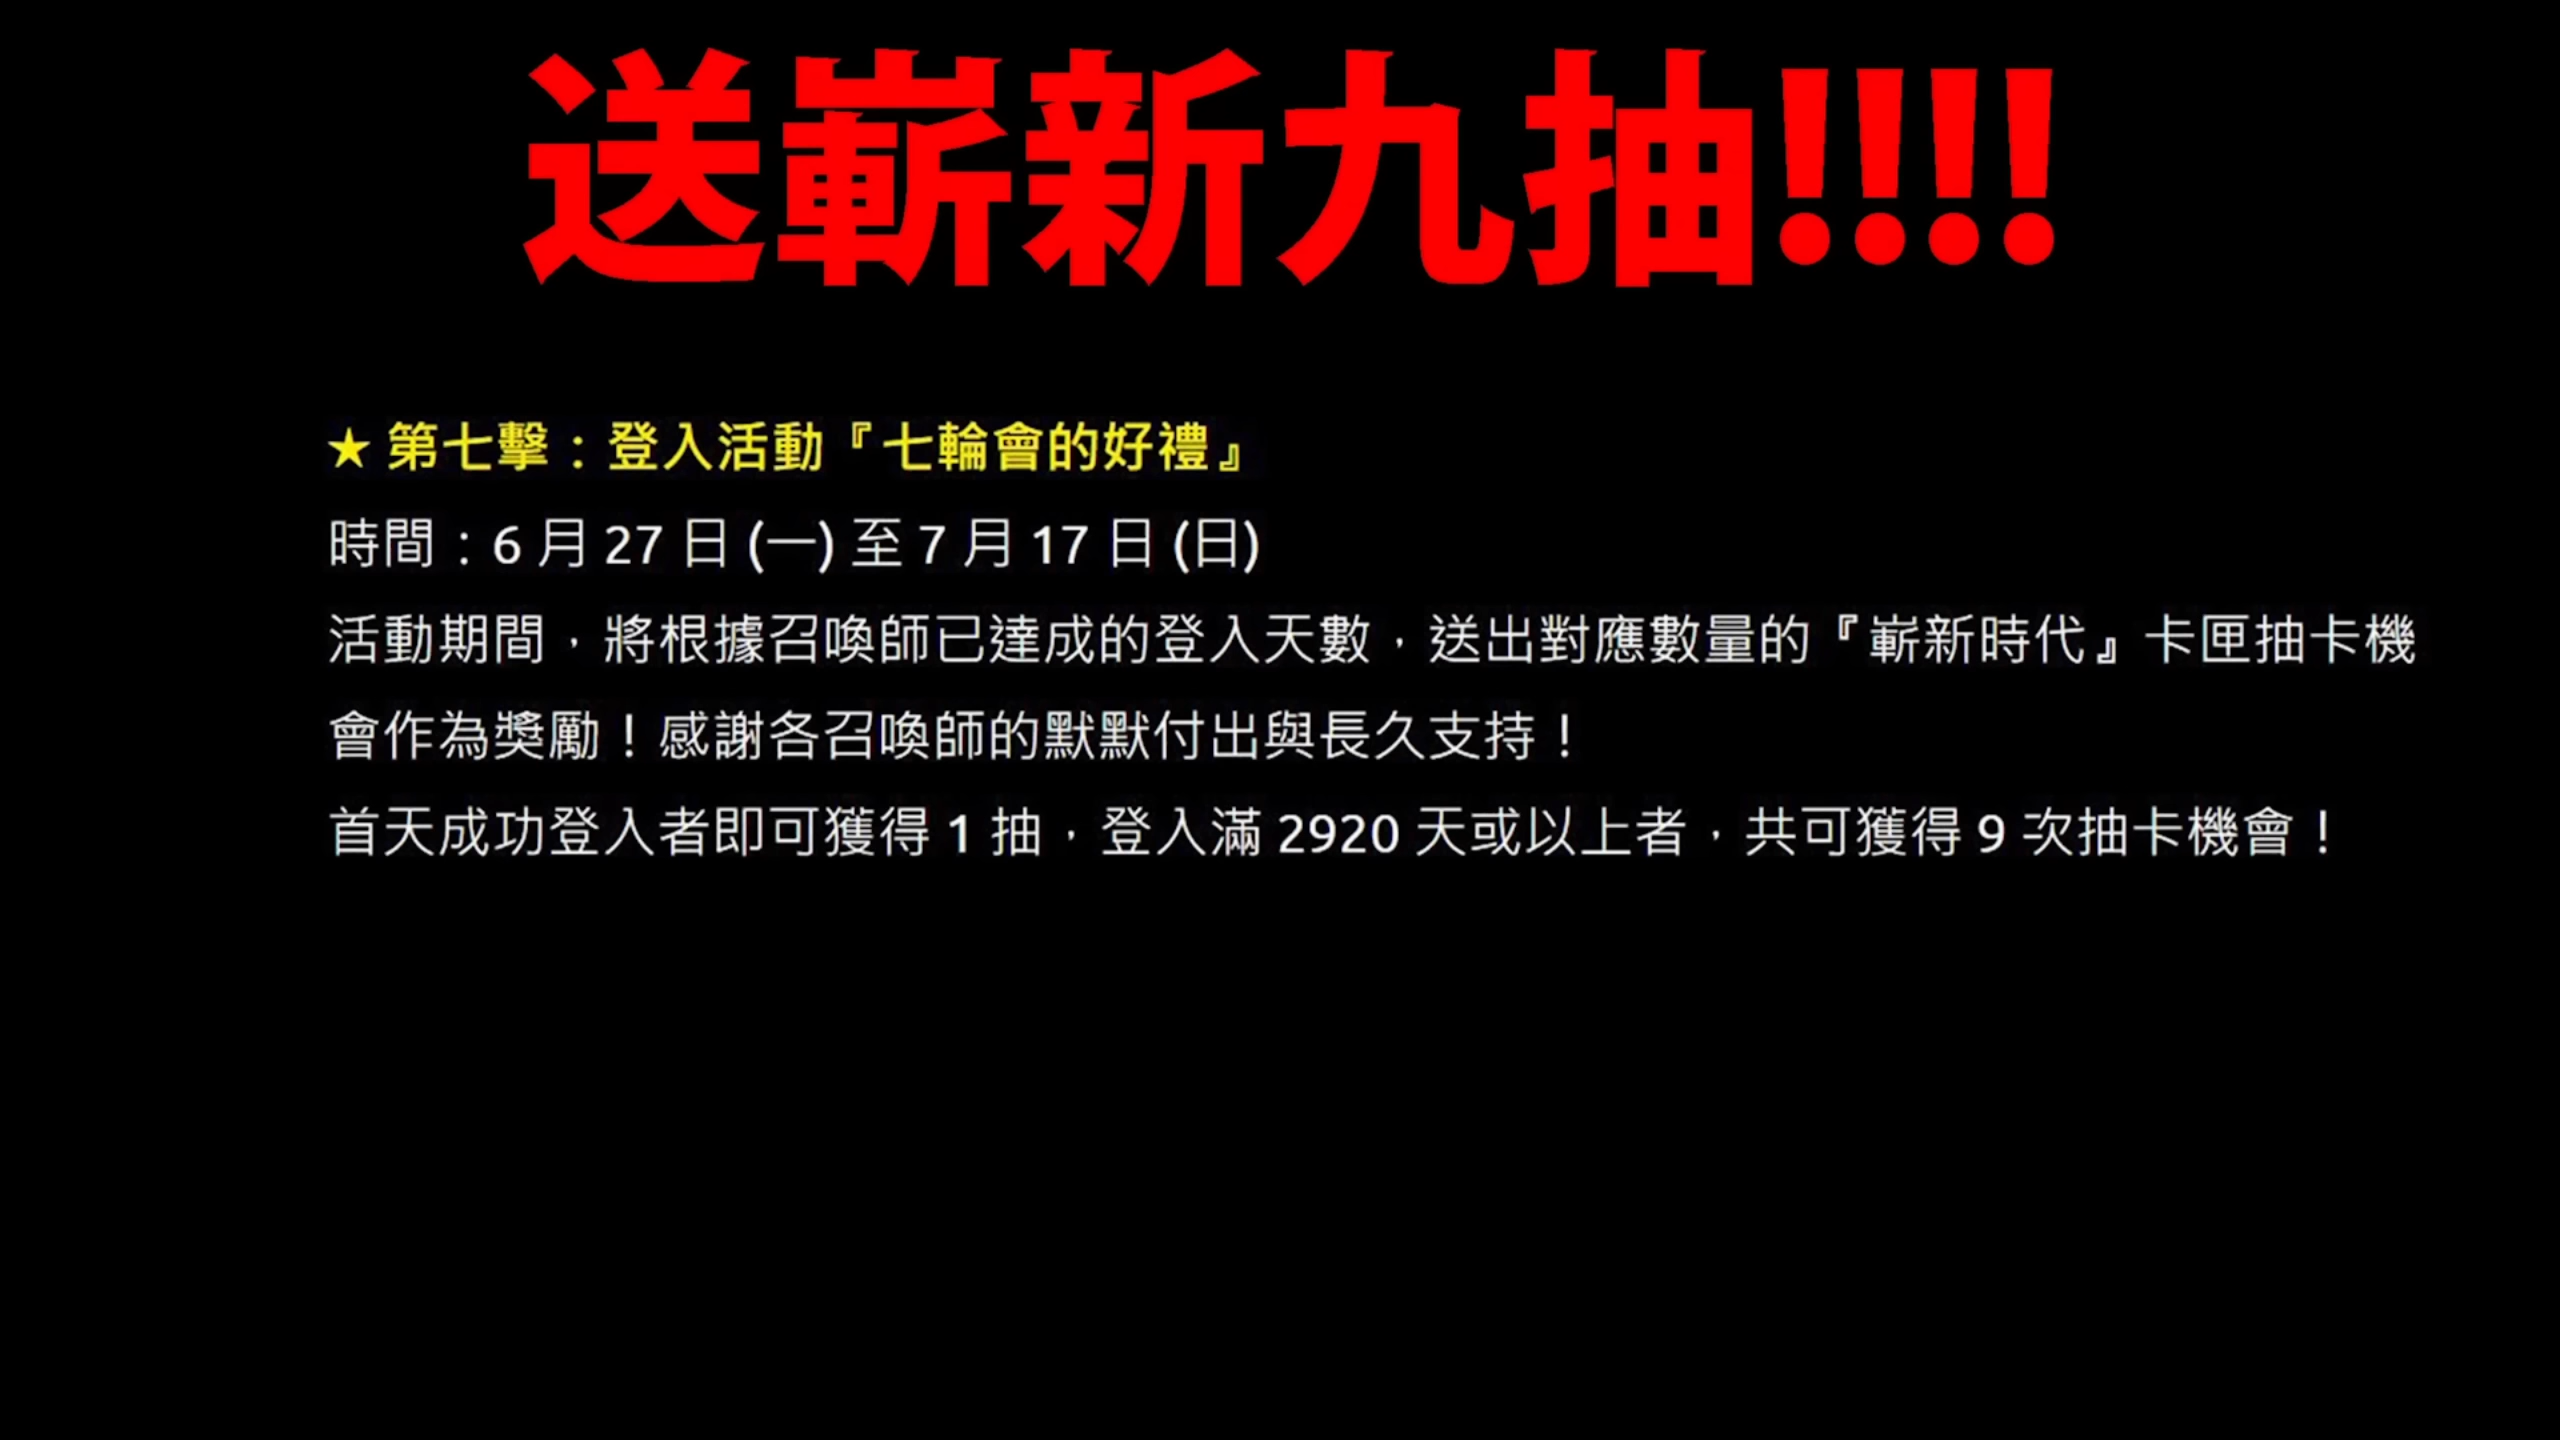 送嶄新九抽!!!!
★ 第七擊：登入活動『七輪會的好禮』
時間：6 月 27 日 (一) 至 7 月 17 日 (日)
活動期間，將根據召喚師已達成的登入天數，送出對應數量的『嶄新時代』卡匣抽卡機
會作為獎勵！感謝各召喚師的默默付出與長久支持！
首天成功登入者即可獲得 1 抽，登入滿 2920 天或以上者，共可獲得 9 次抽卡機會！